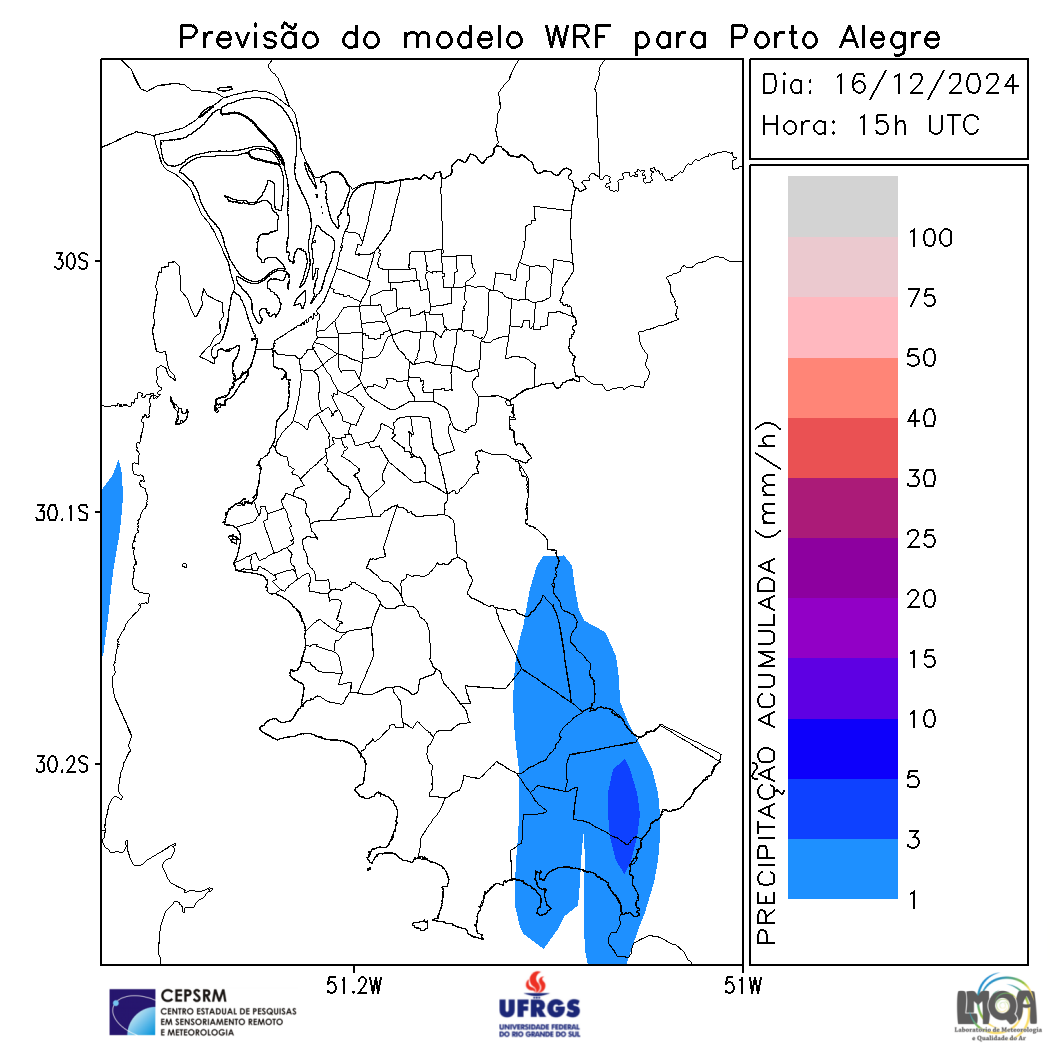 Previsão do modelo WRF para Porto Alegre
Dia: 16/12/2024
Hora: 15h UTC
30S
30.1S
30.2S
51.2W
51W
PRECIPITAÇÃO ACUMULADA (mm/h)
100
75
50
40
30
25
20
15
10
5
3
1
CEPSRM
CENTRO ESTADUAL DE PESQUISAS
EM SENSORIAMENTO REMOTO
E METEOROLOGIA
UFRGS
UNIVERSIDADE FEDERAL
DO RIO GRANDE DO SUL
LMQA
Laboratório de Meteorologia
e Qualidade do Ar